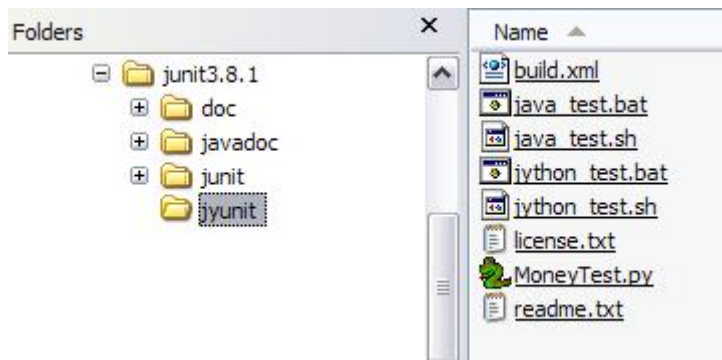 Folders
junit3.8.1
doc
javadoc
junit
jyunit
Name
build.xml
java_test.bat
java_test.sh
jython_test.bat
jython_test.sh
license.txt
MoneyTest.py
readme.txt